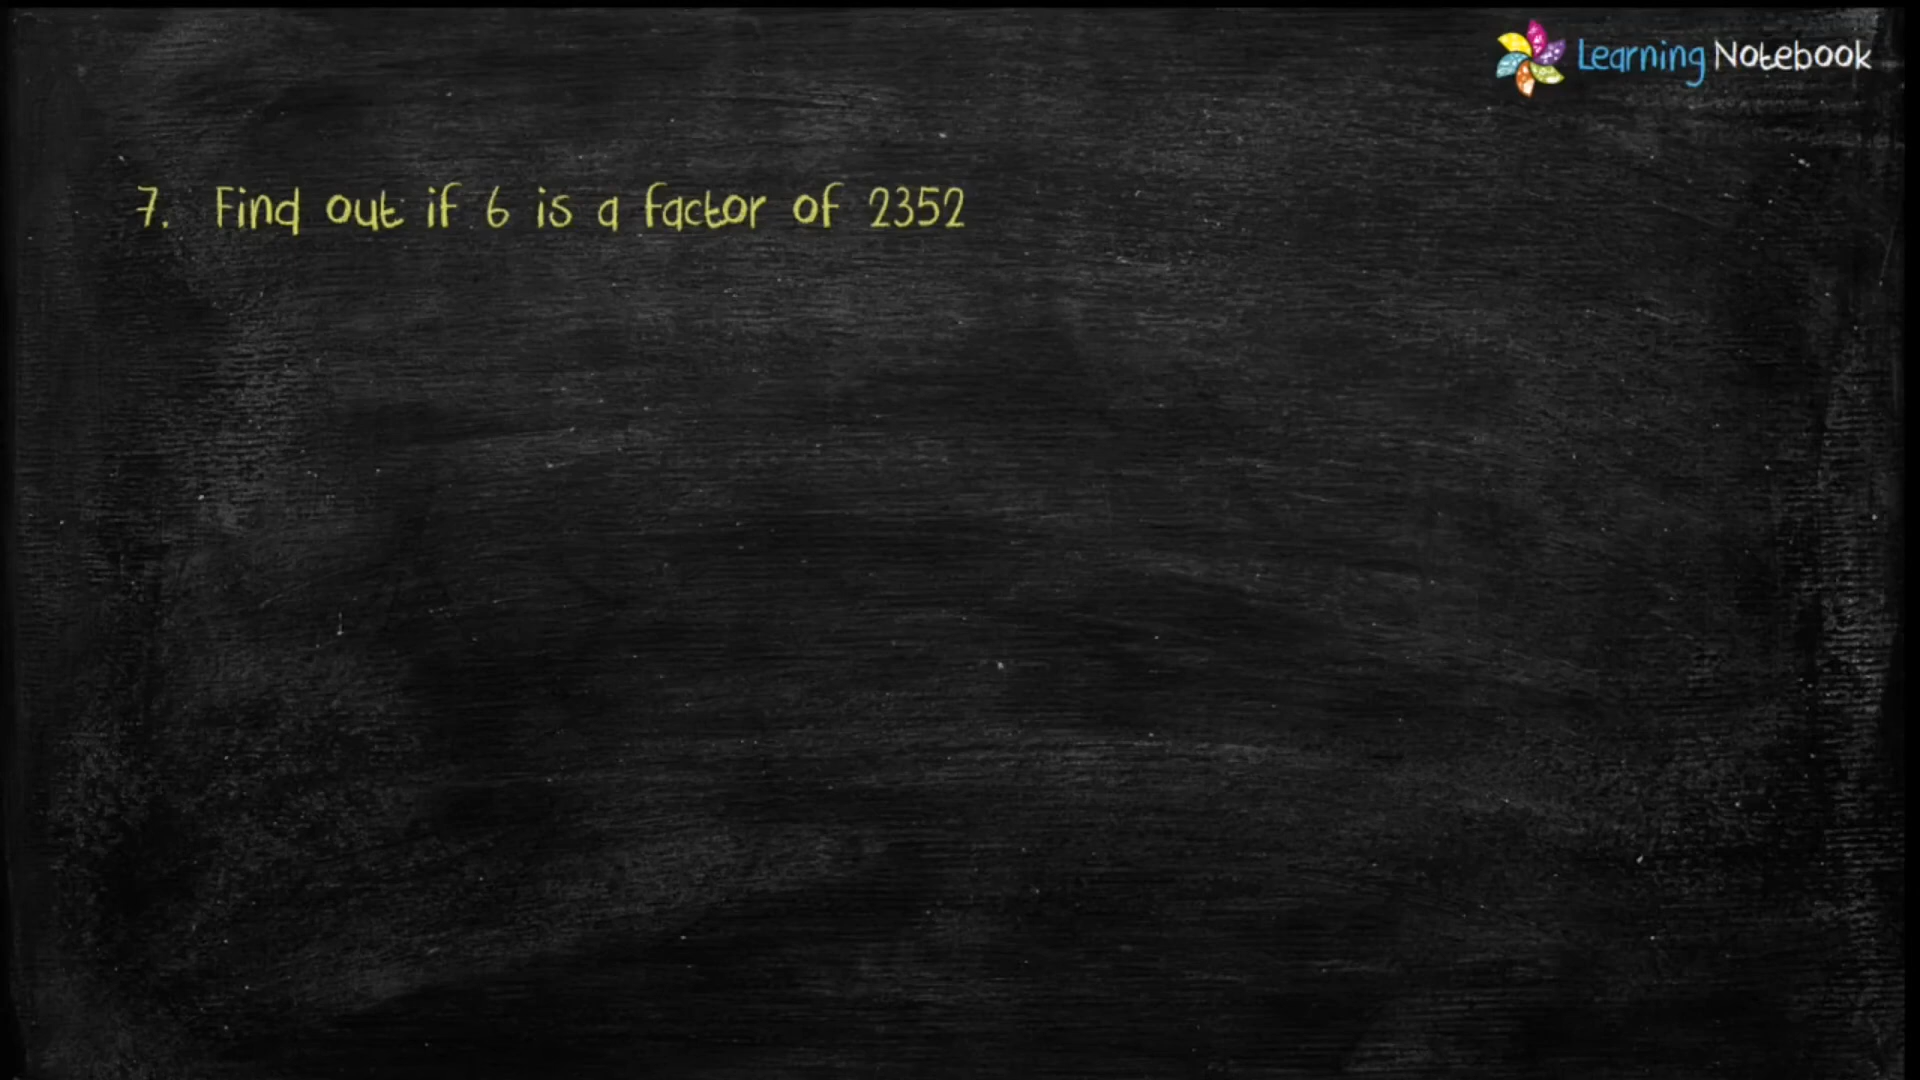 Learning Notebook
7. Find out if 6 is a factor of 2352